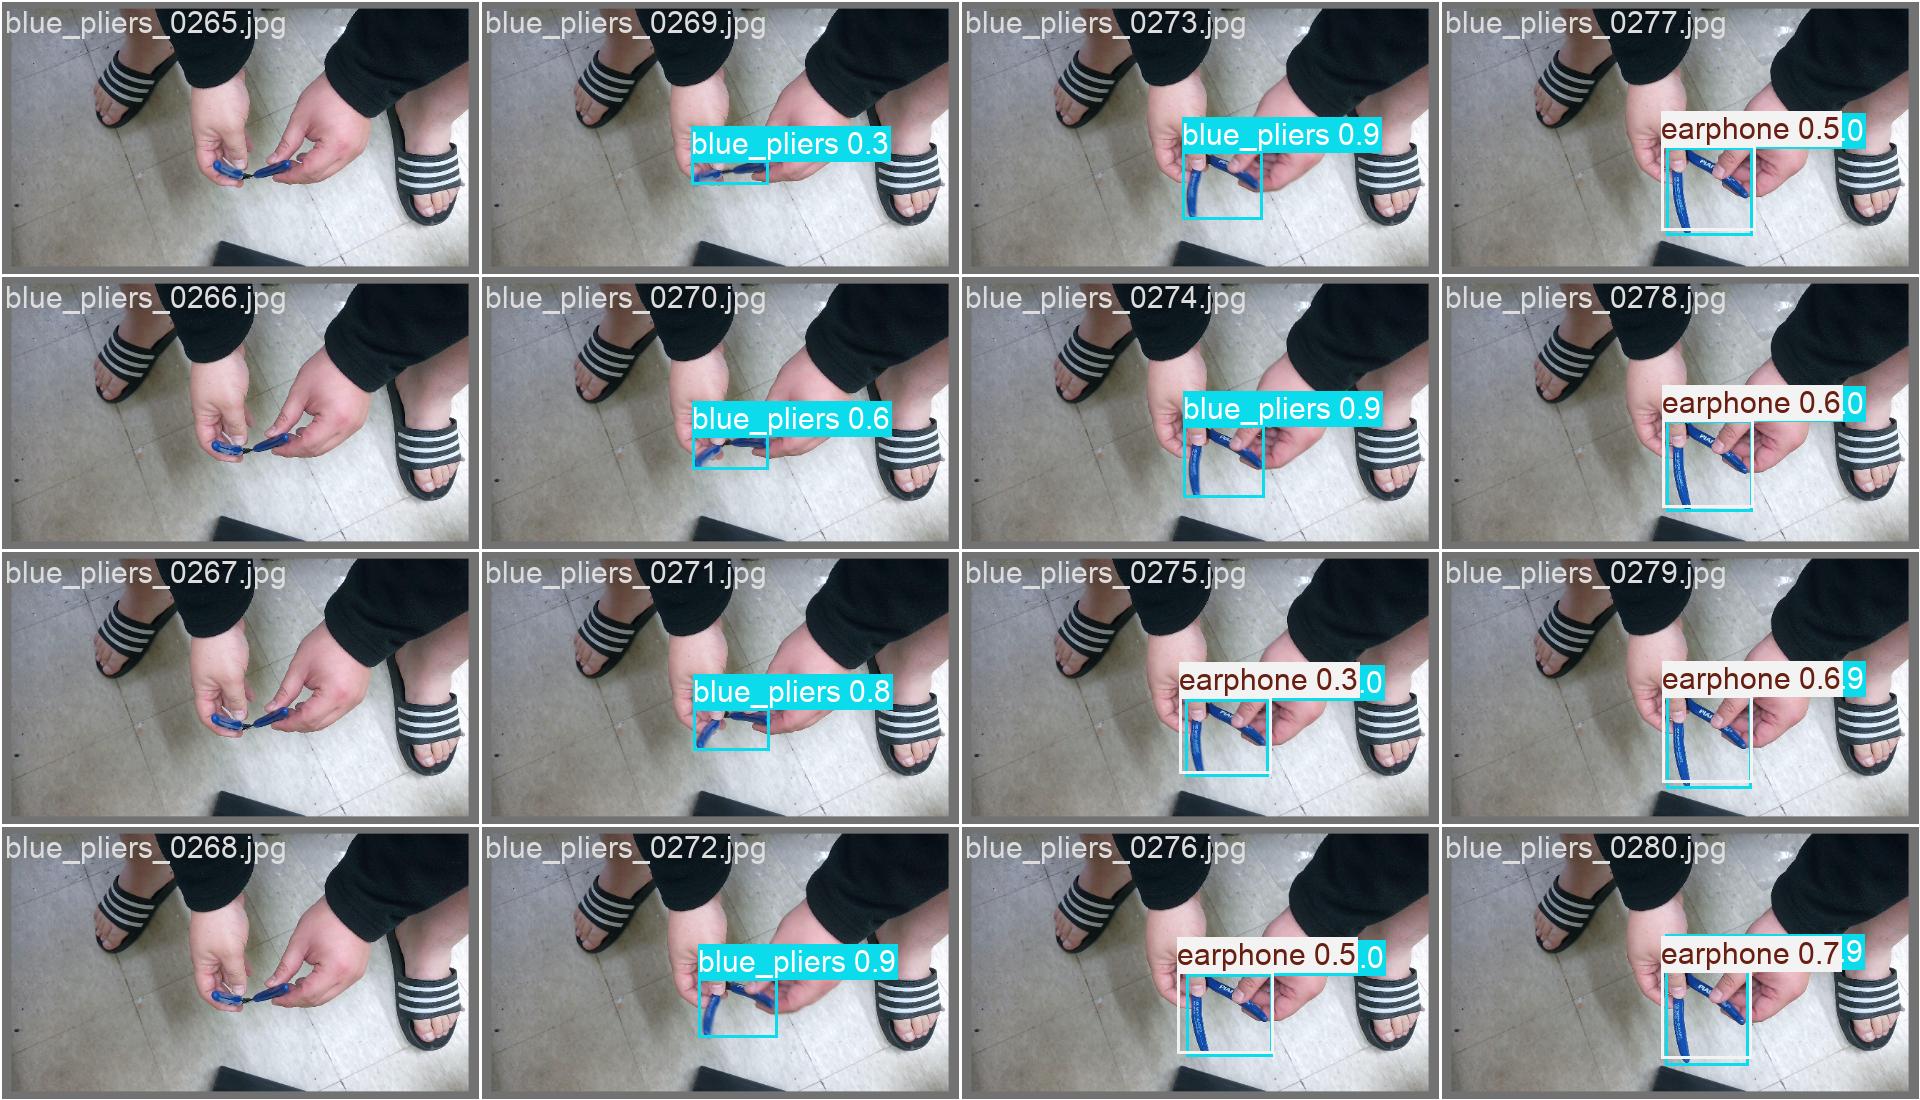 blue_pliers_0265.jpg
blue_pliers_0269.jpg
blue_pliers 0.3
blue_pliers_0273.jpg
blue_pliers 0.9
blue_pliers_0277.jpg
earphone 0.5
.0
blue_pliers_0266.jpg
blue_pliers_0270.jpg
blue_pliers 0.6
blue_pliers_0274.jpg
blue_pliers 0.9
blue_pliers_0278.jpg
earphone 0.6
.0
blue_pliers_0267.jpg
blue_pliers_0271.jpg
blue_pliers 0.8
blue_pliers_0275.jpg
earphone 0.3
.0
blue_pliers_0279.jpg
earphone 0.6
.9
blue_pliers_0268.jpg
blue_pliers_0272.jpg
blue_pliers 0.9
blue_pliers_0276.jpg
earphone 0.5
.0
blue_pliers_0280.jpg
earphone 0.7
.9